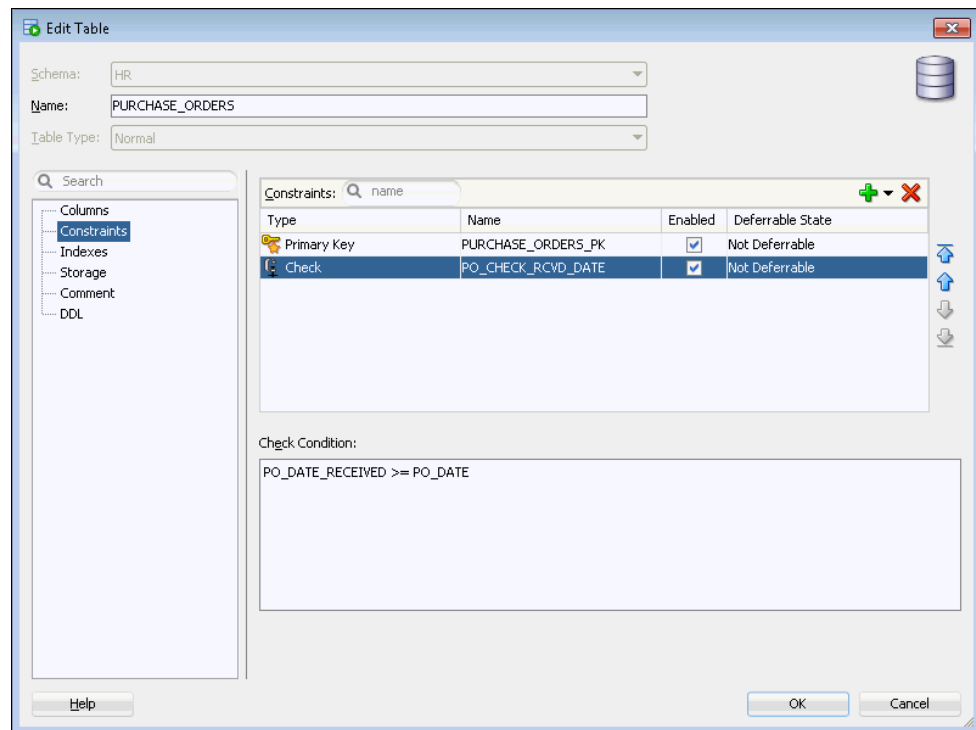 Edit Table
Schema: HR
Name: PURCHASE_ORDERS
Table Type: Normal
Search
Columns
Constraints
Indexes
Storage
Comment
DDL
Constraints: name
Type Name Enabled Deferrable State
Primary Key PURCHASE_ORDERS_PK Not Deferrable
Check PO_CHECK_RCVD_DATE Not Deferrable
Check Condition:
PO_DATE_RECEIVED >= PO_DATE
Help OK Cancel